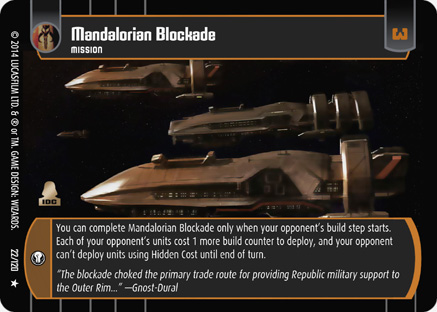 Mandalorian Blockade
3
MISSION
© 2014 LUCASFILM LTD. & ® or TM. GAME DESIGN: WIZARDS.
22/120
IDC
You can complete Mandalorian Blockade only when your opponent's build step starts.
Each of your opponent's units cost 1 more build counter to deploy, and your opponent
can't deploy units using Hidden Cost until end of turn.
"The blockade choked the primary trade route for providing Republic military support to
the Outer Rim..." —Gnost-Dural